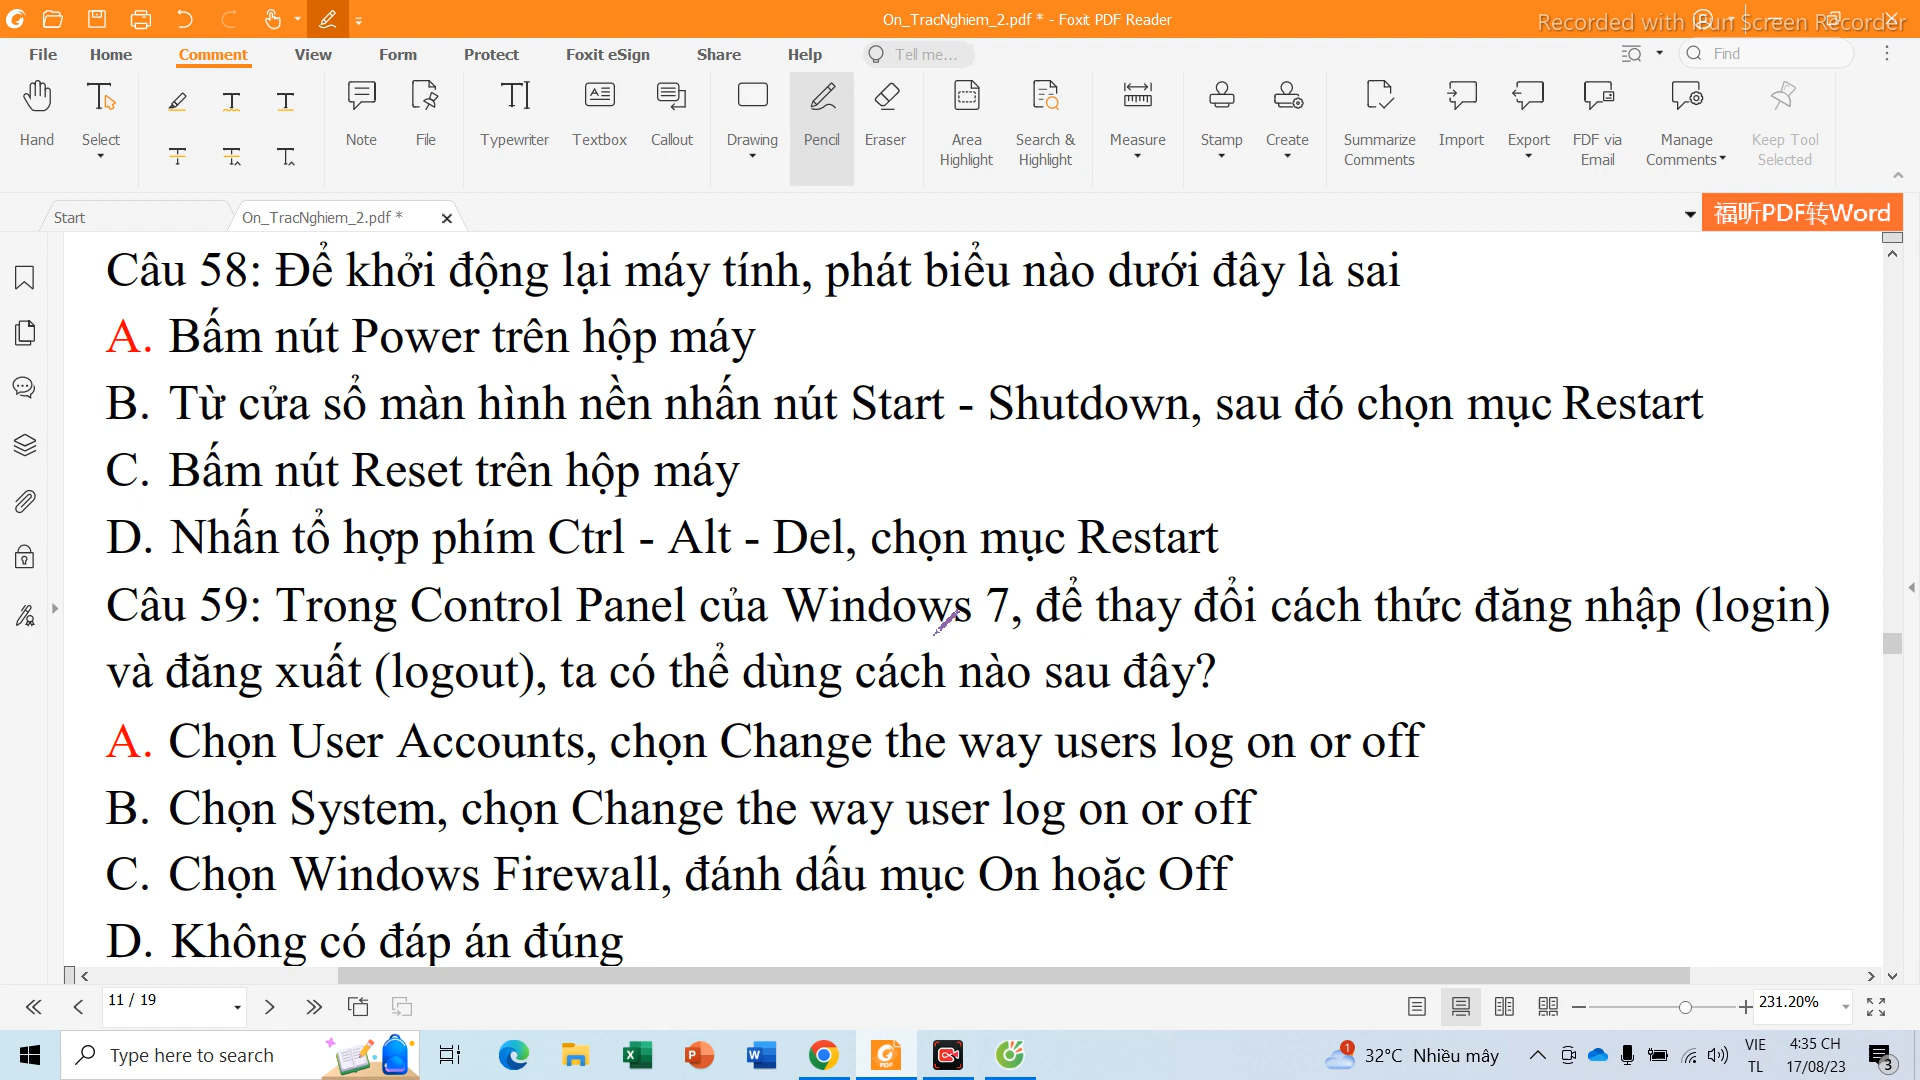 On_TracNghiem_2.pdf * - Foxit PDF Reader
Recorded with iFun Screen Recorder
File Home Comment View Form Protect Foxit eSign Share Help Tell me... Find
Hand Select Note File Typewriter Textbox Callout Drawing Pencil Eraser Area Highlight Search & Highlight Measure Stamp Create Summarize Comments Import Export FDF via Email Manage Comments Keep Tool Selected
Start On_TracNghiem_2.pdf * 福昕PDF转Word
Câu 58: Để khởi động lại máy tính, phát biểu nào dưới đây là sai
A. Bấm nút Power trên hộp máy
B. Từ cửa sổ màn hình nền nhấn nút Start - Shutdown, sau đó chọn mục Restart
C. Bấm nút Reset trên hộp máy
D. Nhấn tổ hợp phím Ctrl - Alt - Del, chọn mục Restart
Câu 59: Trong Control Panel của Windows 7, để thay đổi cách thức đăng nhập (login)
và đăng xuất (logout), ta có thể dùng cách nào sau đây?
A. Chọn User Accounts, chọn Change the way users log on or off
B. Chọn System, chọn Change the way user log on or off
C. Chọn Windows Firewall, đánh dấu mục On hoặc Off
D. Không có đáp án đúng
11 / 19 231.20%
Type here to search 1 32°C Nhiều mây VIE 4:35 CH
TL 17/08/23 3